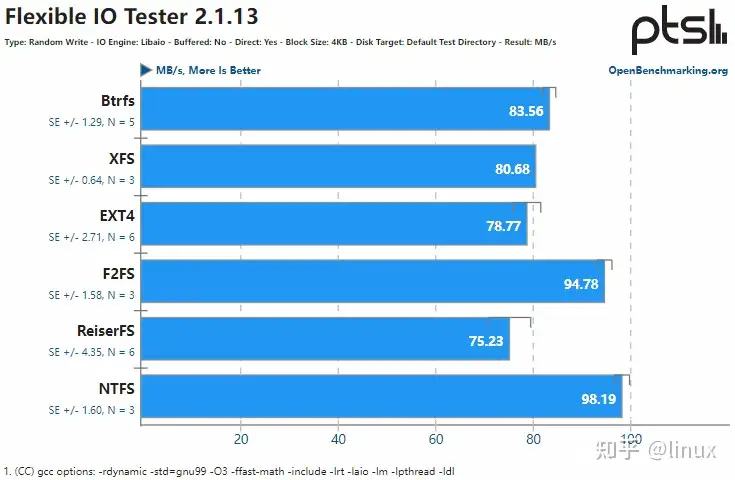 Flexible IO Tester 2.1.13
Type: Random Write - IO Engine: Libaio - Buffered: No - Direct: Yes - Block Size: 4KB - Disk Target: Default Test Directory - Result: MB/s
pts
MB/s, More Is Better
OpenBenchmarking.org
Btrfs
SE +/- 1.29, N = 5
83.56
XFS
SE +/- 0.64, N = 3
80.68
EXT4
SE +/- 2.71, N = 6
78.77
F2FS
SE +/- 1.58, N = 3
94.78
ReiserFS
SE +/- 4.35, N = 6
75.23
NTFS
SE +/- 1.60, N = 3
98.19
20 40 60 80 100
知乎 @linux
1. (CC) gcc options: -rdynamic -std=gnu99 -O3 -ffast-math -include -lrt -laio -lm -lpthread -ldl